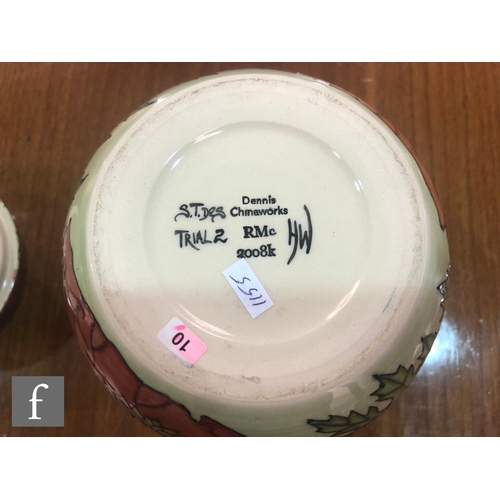 S.T.DES
TRIAL 2
Dennis
Chinaworks
RMc
2008k
HW
1155
10
f